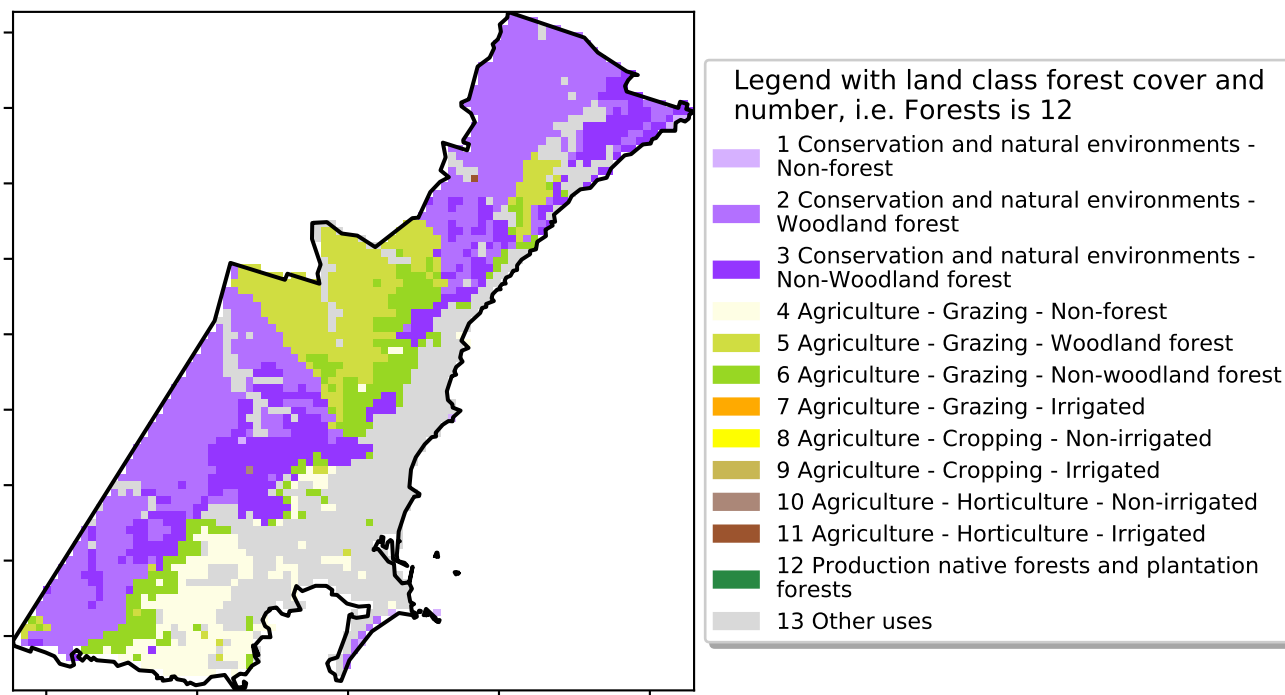 Legend with land class forest cover and
number, i.e. Forests is 12
1 Conservation and natural environments -
Non-forest
2 Conservation and natural environments -
Woodland forest
3 Conservation and natural environments -
Non-Woodland forest
4 Agriculture - Grazing - Non-forest
5 Agriculture - Grazing - Woodland forest
6 Agriculture - Grazing - Non-woodland forest
7 Agriculture - Grazing - Irrigated
8 Agriculture - Cropping - Non-irrigated
9 Agriculture - Cropping - Irrigated
10 Agriculture - Horticulture - Non-irrigated
11 Agriculture - Horticulture - Irrigated
12 Production native forests and plantation
forests
13 Other uses